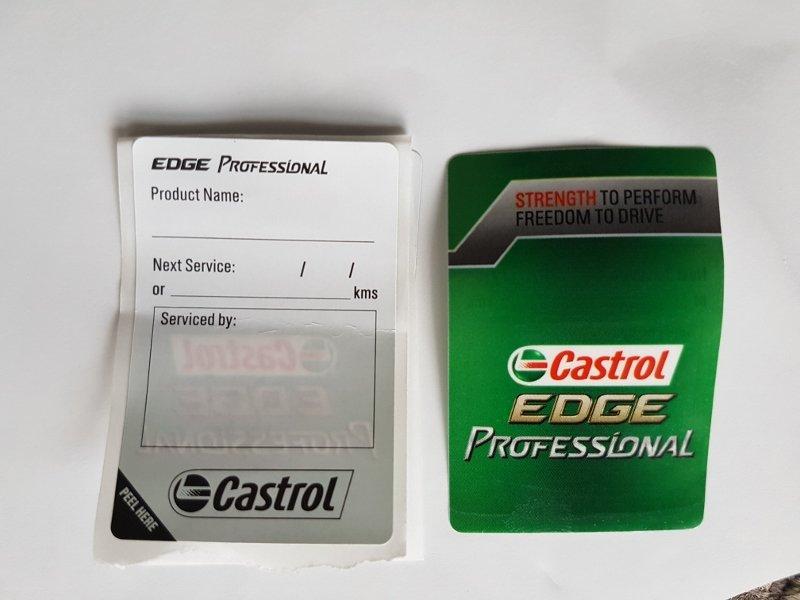 EDGE PROFESSIONAL
Product Name:
Next Service: / /
or kms
Serviced by:
PEEL HERE
Castrol
STRENGTH TO PERFORM
FREEDOM TO DRIVE
Castrol
EDGE
PROFESSIONAL